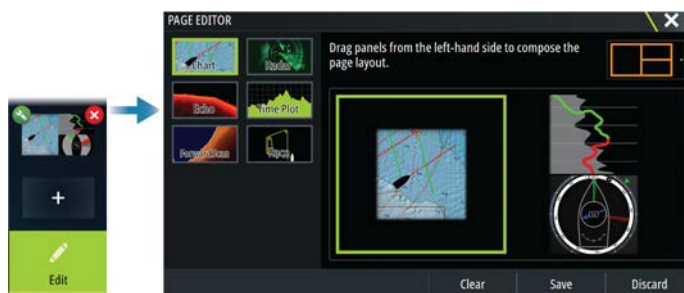 PAGE EDITOR
Drag panels from the left-hand side to compose the
page layout.
Chart
Radar
Echo
Time Plot
Edit
Clear
Save
Discard